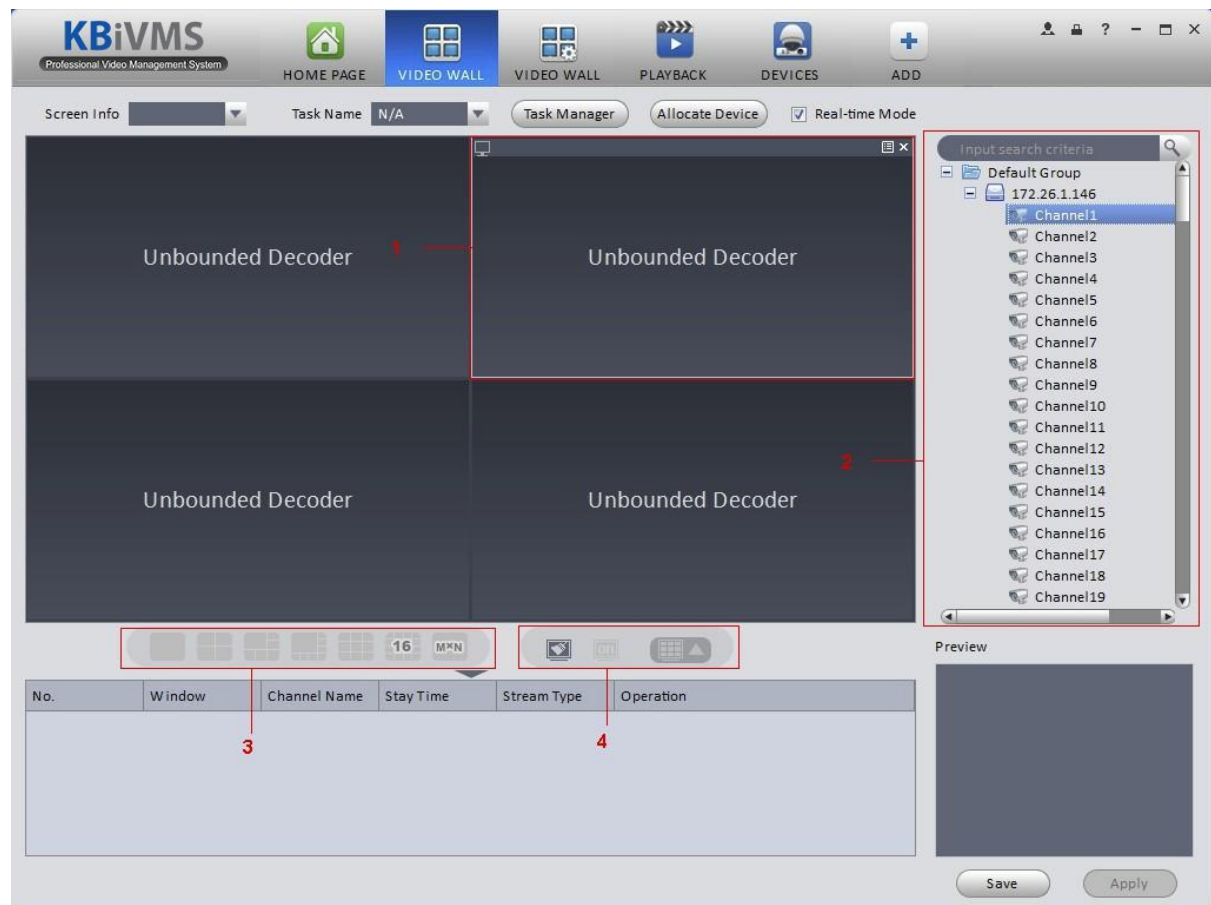 KBiVMS
Professional Video Management System
HOME PAGE
VIDEO WALL
VIDEO WALL
PLAYBACK
DEVICES
ADD
?
Screen Info
Task Name N/A
Task Manager
Allocate Device
Real-time Mode
Input search criteria
Default Group
172.26.1.146
Channel1
Channel2
Channel3
Channel4
Channel5
Channel6
Channel7
Channel8
Channel9
Channel10
Channel11
Channel12
Channel13
Channel14
Channel15
Channel16
Channel17
Channel18
Channel19
Unbounded Decoder
1
Unbounded Decoder
Unbounded Decoder
Unbounded Decoder
2
16
M×N
Preview
No. Window Channel Name Stay Time Stream Type Operation
3
4
Save
Apply